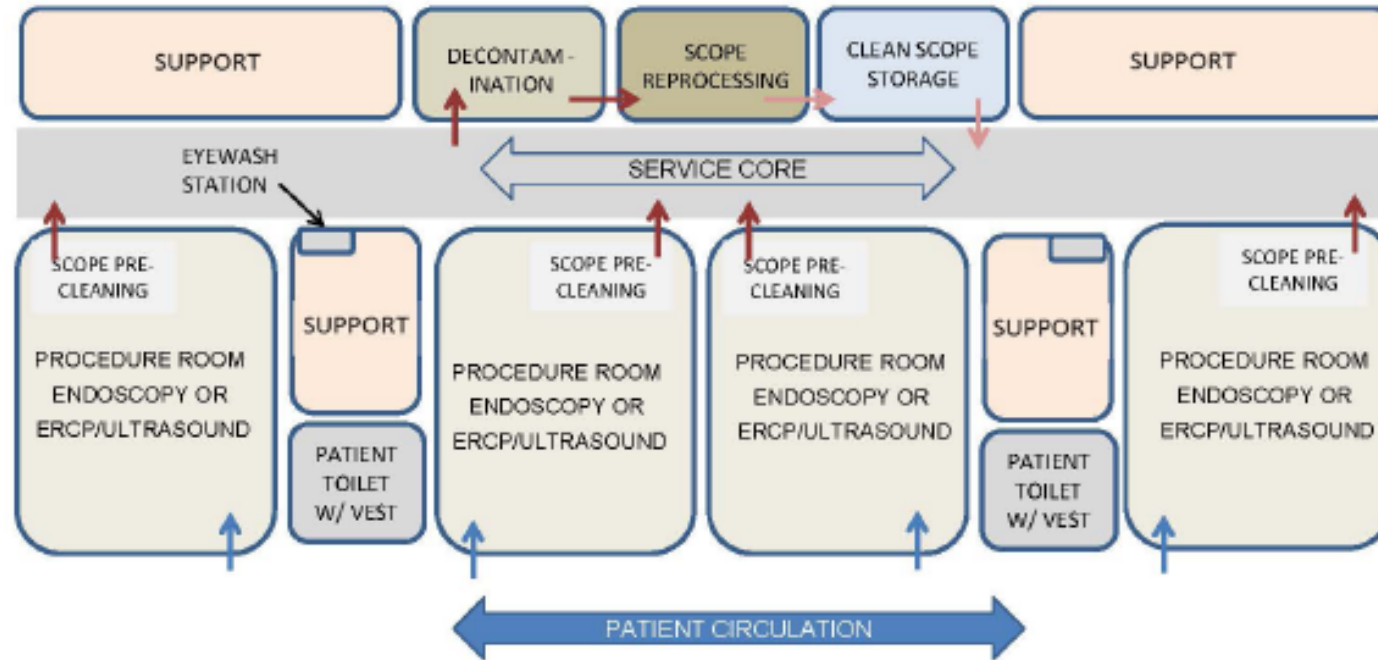 SUPPORT
DECONTAM-
INATION
SCOPE
REPROCESSING
CLEAN SCOPE
STORAGE
SUPPORT
EYEWASH
STATION
SERVICE CORE
SCOPE PRE-
CLEANING
PROCEDURE ROOM
ENDOSCOPY OR
ERCP/ULTRASOUND
SUPPORT
PATIENT
TOILET
W/ VEST
SCOPE PRE-
CLEANING
PROCEDURE ROOM
ENDOSCOPY OR
ERCP/ULTRASOUND
SCOPE PRE-
CLEANING
PROCEDURE ROOM
ENDOSCOPY OR
ERCP/ULTRASOUND
SUPPORT
PATIENT
TOILET
W/ VEST
SCOPE PRE-
CLEANING
PROCEDURE ROOM
ENDOSCOPY OR
ERCP/ULTRASOUND
PATIENT CIRCULATION